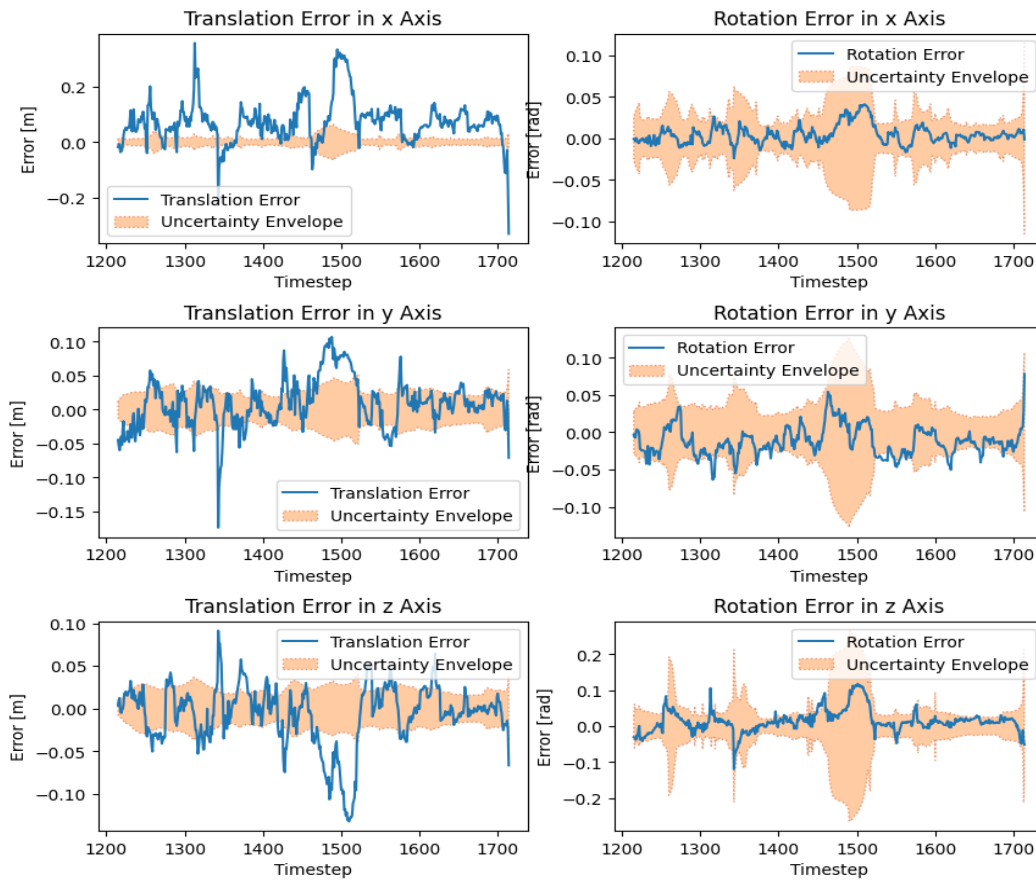 Translation Error in x Axis
Error [m]
0.2
0.0
−0.2
Translation Error
Uncertainty Envelope
1200 1300 1400 1500 1600 1700
Timestep
Rotation Error in x Axis
Error [rad]
0.10
0.05
0.00
−0.05
−0.10
Rotation Error
Uncertainty Envelope
1200 1300 1400 1500 1600 1700
Timestep
Translation Error in y Axis
Error [m]
0.10
0.05
0.00
−0.05
−0.10
−0.15
Translation Error
Uncertainty Envelope
1200 1300 1400 1500 1600 1700
Timestep
Rotation Error in y Axis
Error [rad]
0.10
0.05
0.00
−0.05
−0.10
Rotation Error
Uncertainty Envelope
1200 1300 1400 1500 1600 1700
Timestep
Translation Error in z Axis
Error [m]
0.10
0.05
0.00
−0.05
−0.10
Translation Error
Uncertainty Envelope
1200 1300 1400 1500 1600 1700
Timestep
Rotation Error in z Axis
Error [rad]
0.2
0.1
0.0
−0.1
−0.2
Rotation Error
Uncertainty Envelope
1200 1300 1400 1500 1600 1700
Timestep